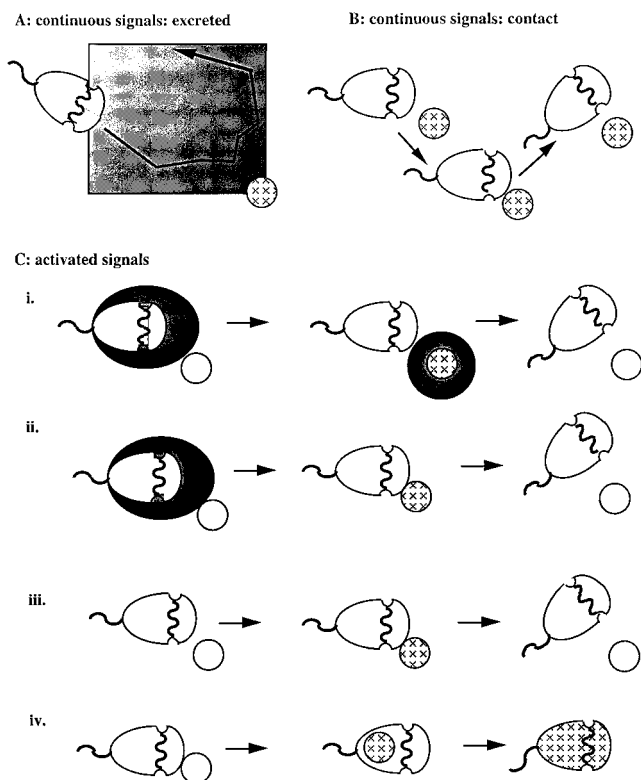 A: continuous signals: excreted
B: continuous signals: contact
C: activated signals
i.
ii.
iii.
iv.